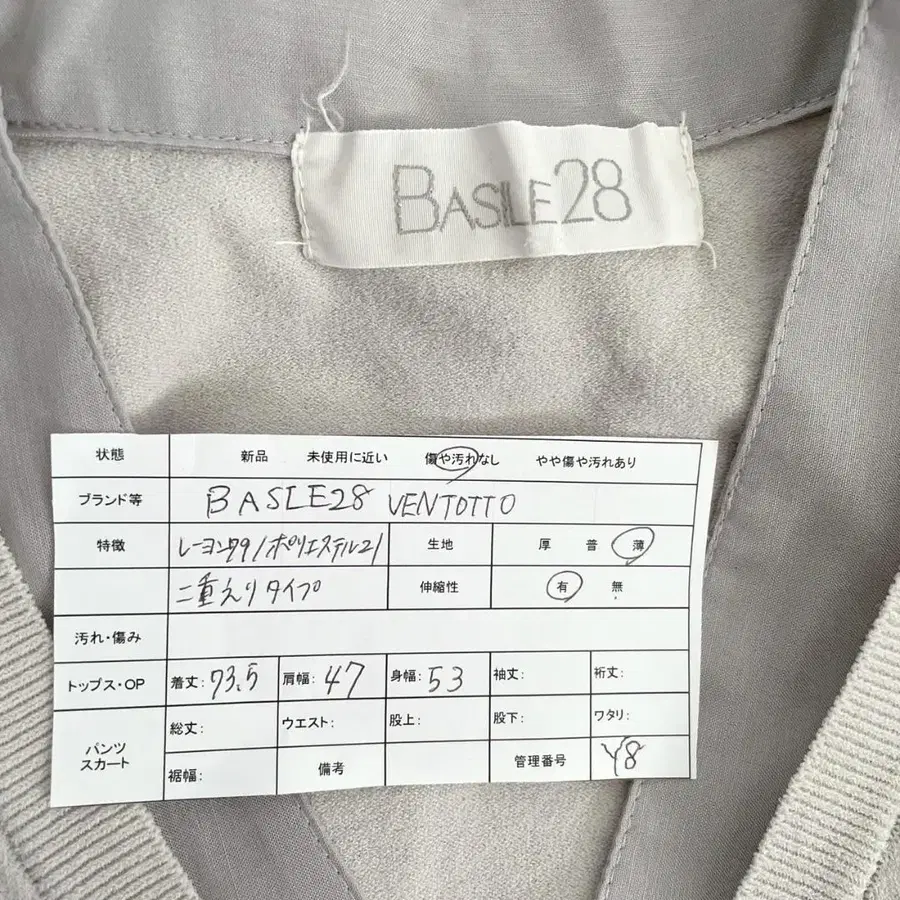 BASILE28
状態 新品 未使用に近い 傷や汚れなし やや傷や汚れあり
ブランド等 BASLE28 VENTOTTO
特徴 レーヨン79/ポリエステル21 生地 厚 普 薄
二重えりタイプ 伸縮性 有 無
汚れ・傷み
トップス・OP 着丈: 73.5 肩幅: 47 身幅: 53 袖丈: 裄丈:
パンツ スカート
総丈: ウエスト: 股上: 股下: ワタリ:
裾幅: 備考 管理番号 Y8